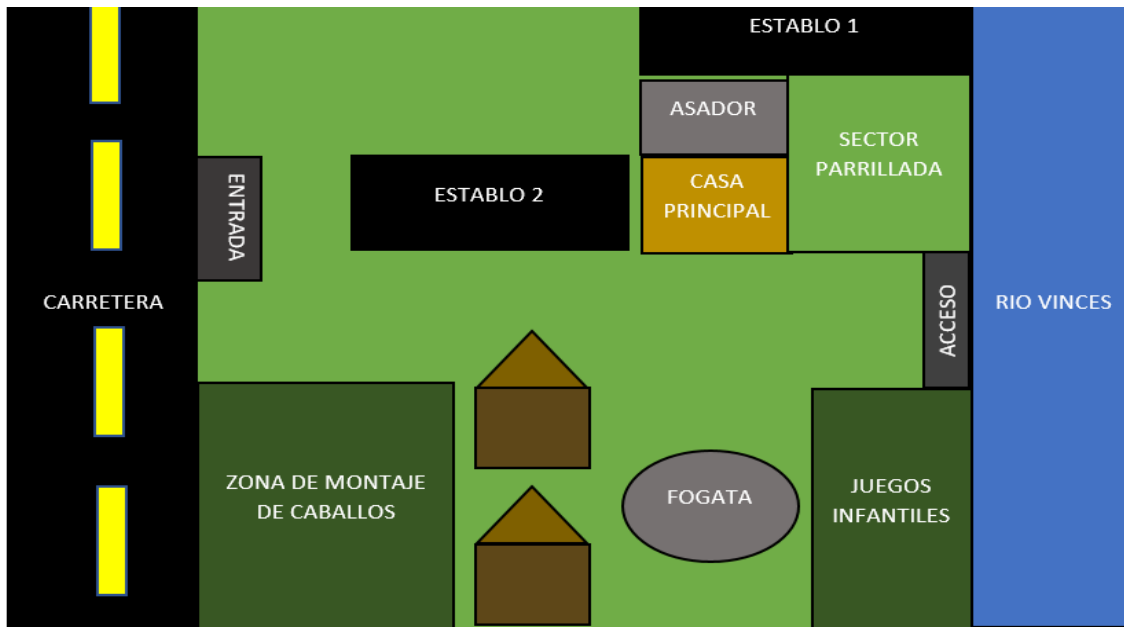 ESTABLO 1
ASADOR
SECTOR
PARRILLADA
ENTRADA
ESTABLO 2
CASA
PRINCIPAL
CARRETERA
ACCESO
RIO VINCES
ZONA DE MONTAJE
DE CABALLOS
FOGATA
JUEGOS
INFANTILES